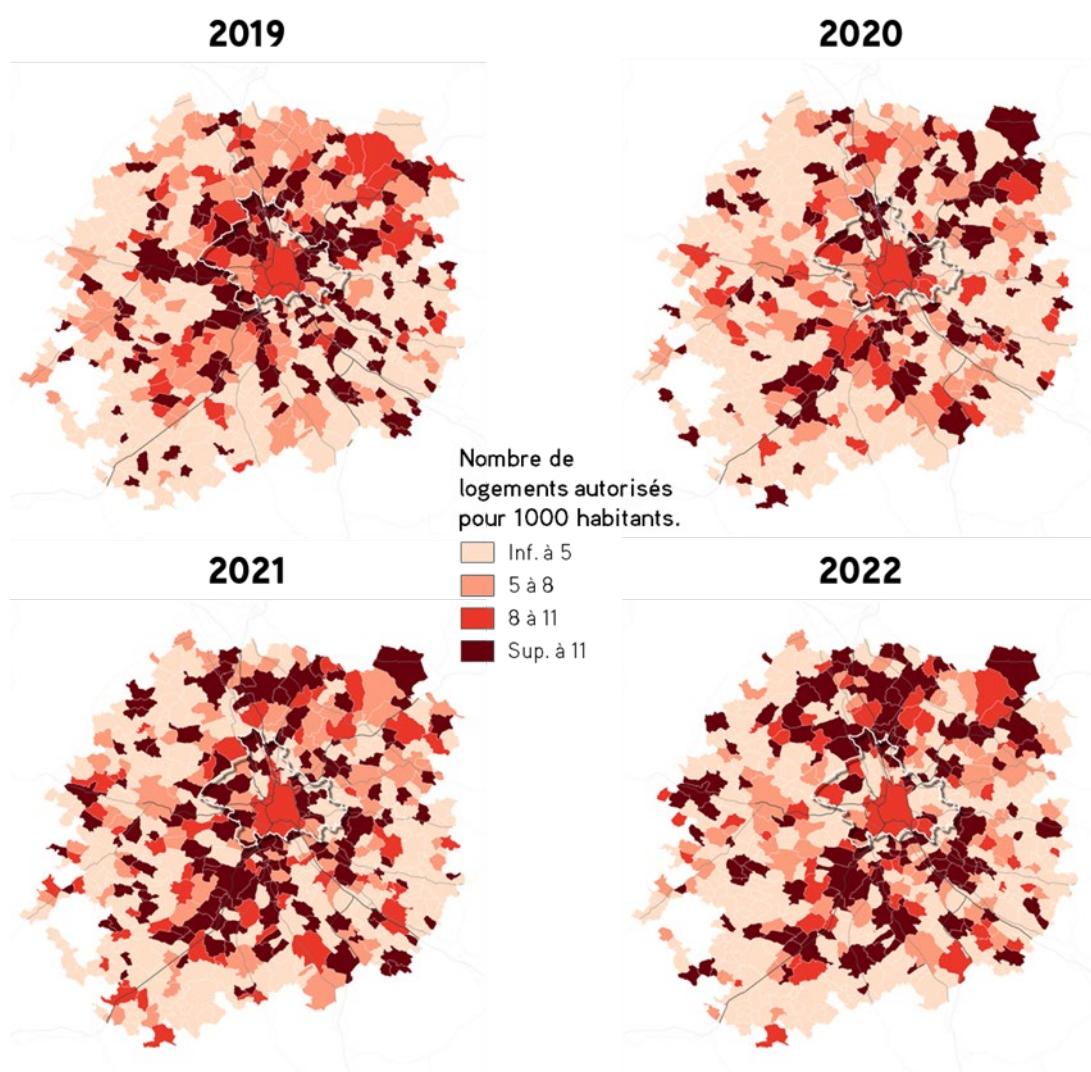 2019
2020
Nombre de
logements autorisés
pour 1000 habitants.
Inf. à 5
5 à 8
8 à 11
Sup. à 11
2021
2022